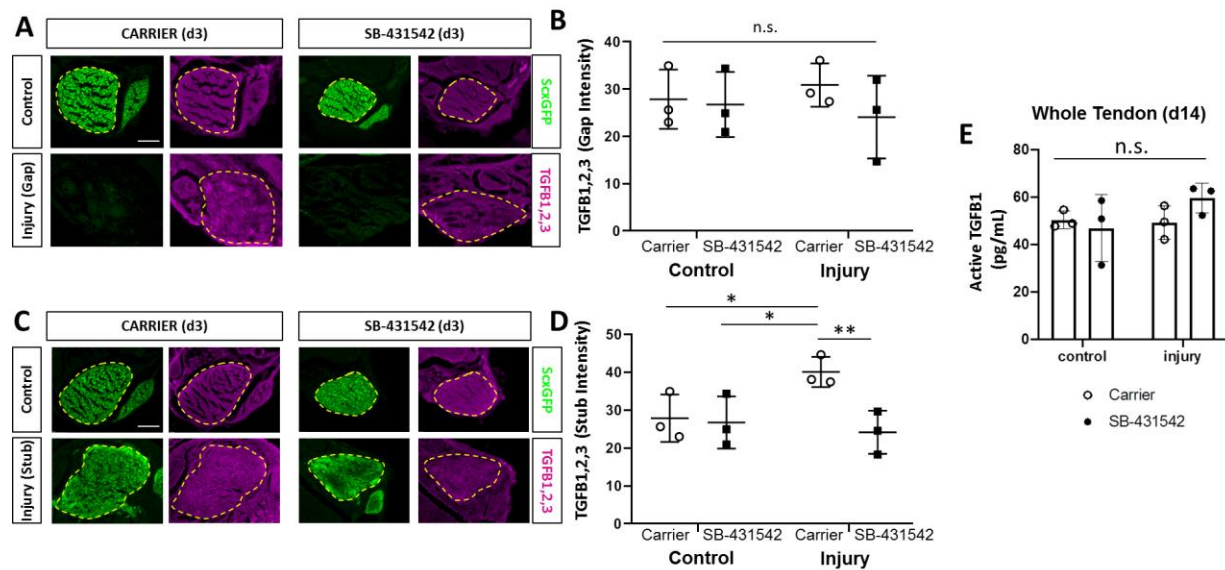 A
CARRIER (d3)
SB-431542 (d3)
Control
Injury (Gap)
ScxGFP
TGFB1,2,3
B
n.s.
TGFB1,2,3 (Gap Intensity)
40
30
20
10
0
Carrier SB-431542 Carrier SB-431542
Control Injury
C
CARRIER (d3)
SB-431542 (d3)
Control
Injury (Stub)
ScxGFP
TGFB1,2,3
D
*
*
**
TGFB1,2,3 (Stub Intensity)
50
40
30
20
10
0
Carrier SB-431542 Carrier SB-431542
Control Injury
E
Whole Tendon (d14)
n.s.
Active TGFB1
(pg/mL)
80
60
40
20
0
control injury
Carrier
SB-431542